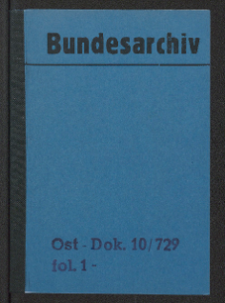 Bundesarchiv
Ost - Dok. 10/729
fol. 1 -